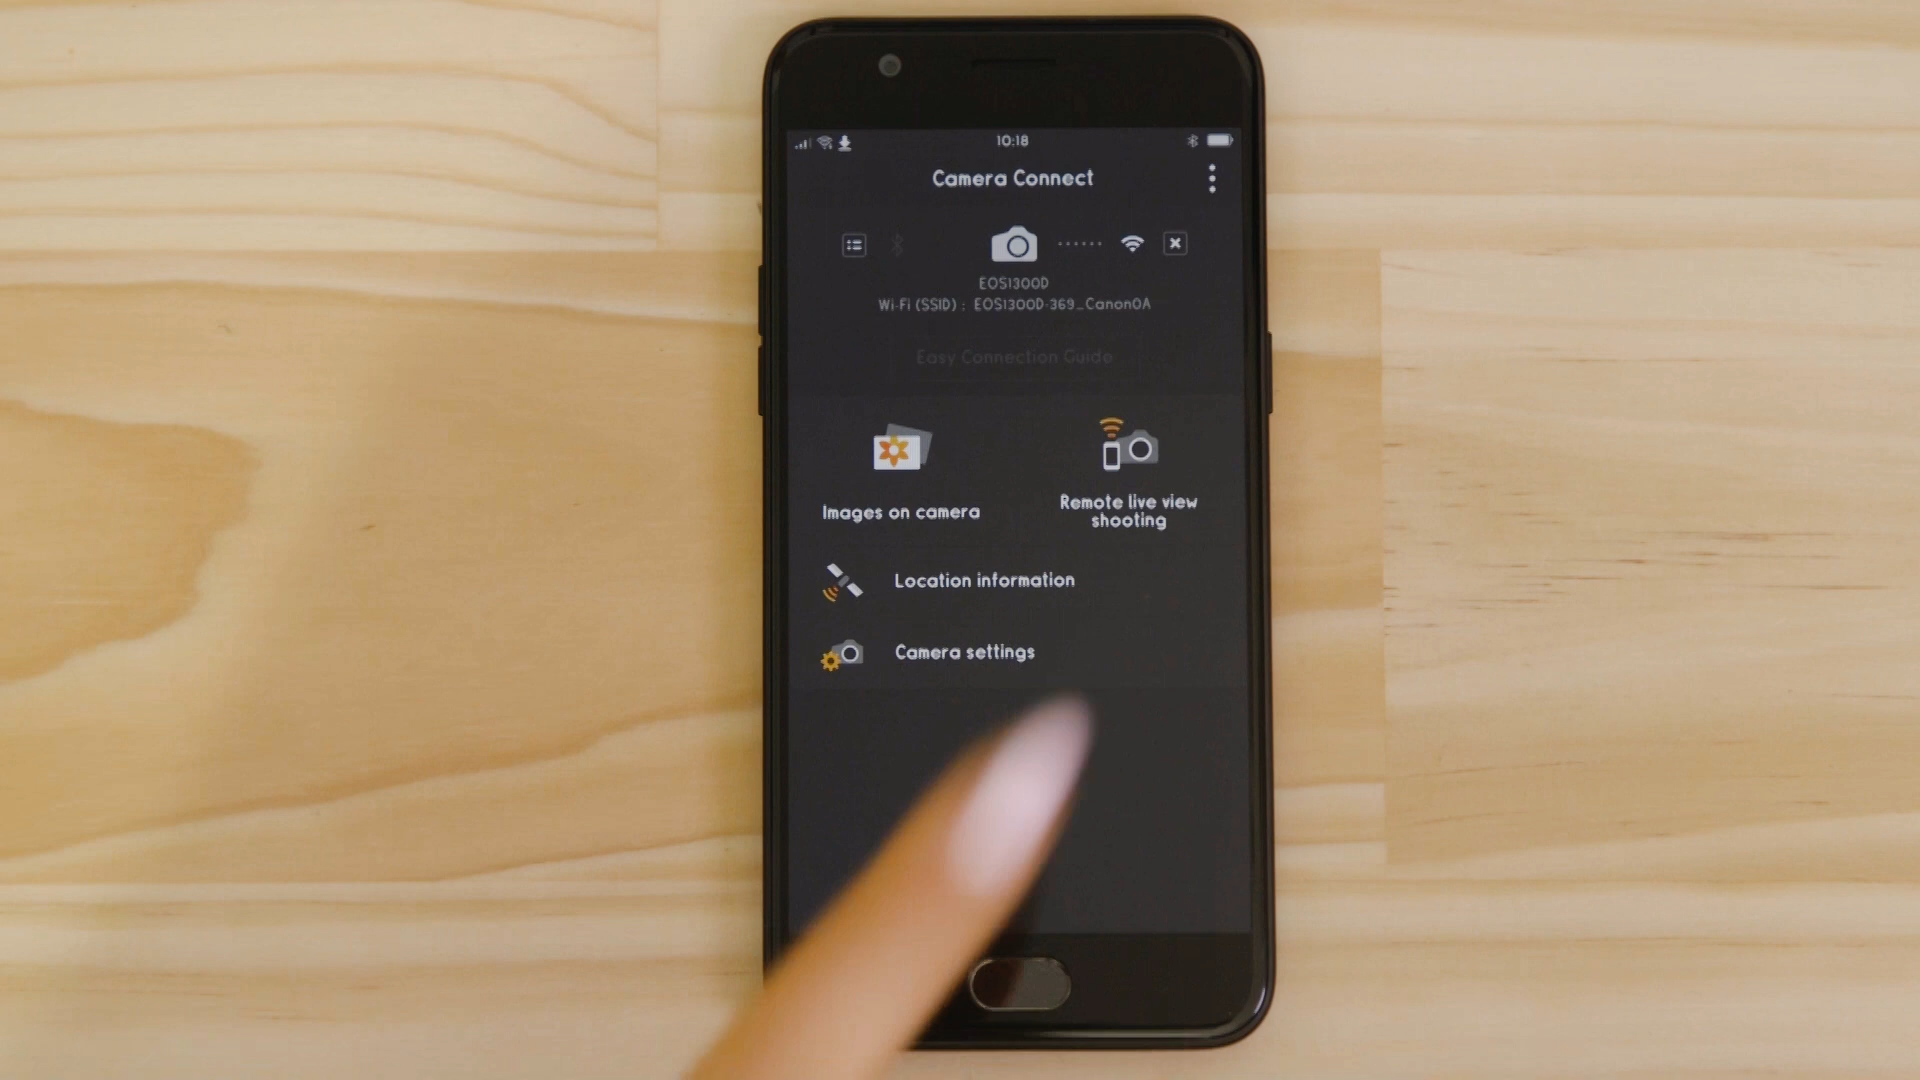 10:18
Camera Connect
EOS1300D
Wi-Fi (SSID) : EOS1300D-369_Canon0A
Easy Connection Guide
Images on camera
Remote live view
shooting
Location information
Camera settings